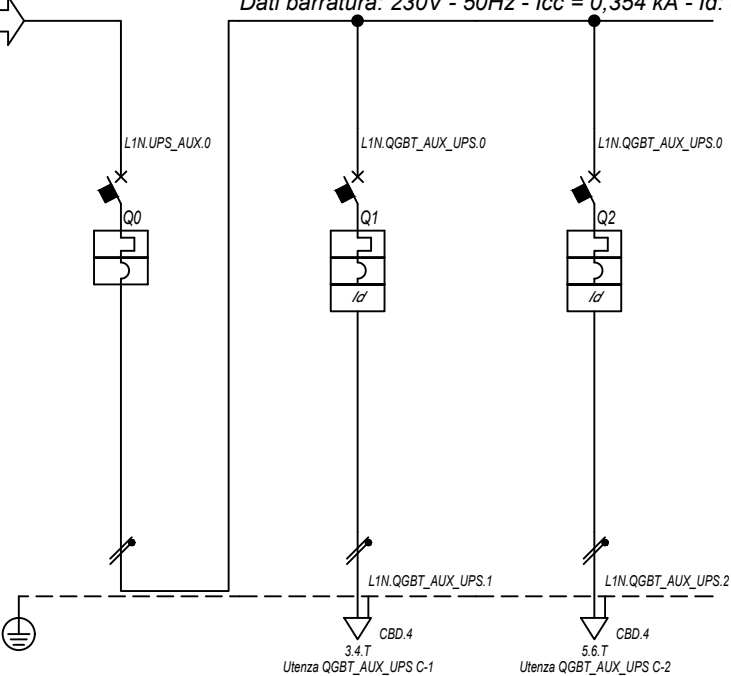 Dati barratura: 230V - 50Hz - Icc = 0,354 kA - Id:
L1N.UPS_AUX.0
L1N.QGBT_AUX_UPS.0
L1N.QGBT_AUX_UPS.0
Q0
Q1
Q2
Id
Id
L1N.QGBT_AUX_UPS.1
L1N.QGBT_AUX_UPS.2
CBD.4
CBD.4
3.4.T
5.6.T
Utenza QGBT_AUX_UPS C-1
Utenza QGBT_AUX_UPS C-2